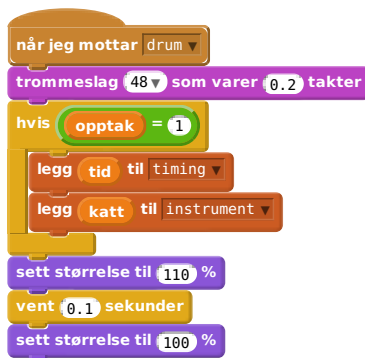 når jeg mottar drum
trommeslag 48 som varer 0.2 takter
hvis opptak = 1
legg tid til timing
legg katt til instrument
sett størrelse til 110 %
vent 0.1 sekunder
sett størrelse til 100 %